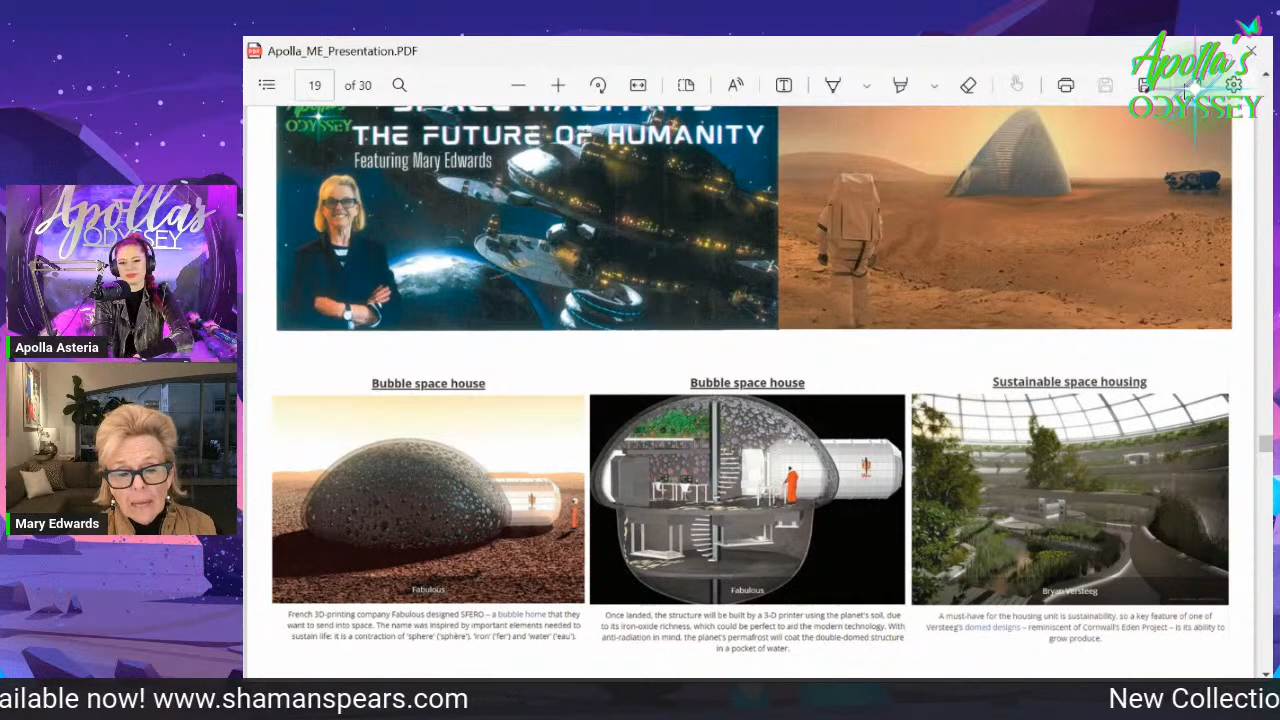 Apolla_ME_Presentation.PDF
19 of 30
Apolla's
ODYSSEY
Apolla's
ODYSSEY
THE FUTURE OF HUMANITY
Featuring Mary Edwards
Apollas
ODYSSEY
Apolla Asteria
Mary Edwards
Bubble space house
Fabulous
French 3D-printing company Fabulous designed SFERO – a bubble home that they
want to send into space. The name was inspired by important elements needed to
sustain life: it is a contraction of 'sphere' ('sphère'), 'iron' ('fer') and 'water' ('eau').
Bubble space house
Fabulous
Once landed, the structure will be built by a 3-D printer using the planet's soil, due
to its iron-oxide richness, which could be perfect to aid the modern technology. With
anti-radiation in mind, the planet's permafrost will coat the double-domed structure
in a pocket of water.
Sustainable space housing
Bryan Versteeg
A must-have for the housing unit is sustainability, so a key feature of one of
Versteeg's domed designs – reminiscent of Cornwall's Eden Project – is its ability to
grow produce.
ailable now! www.shamanspears.com
New Collectio